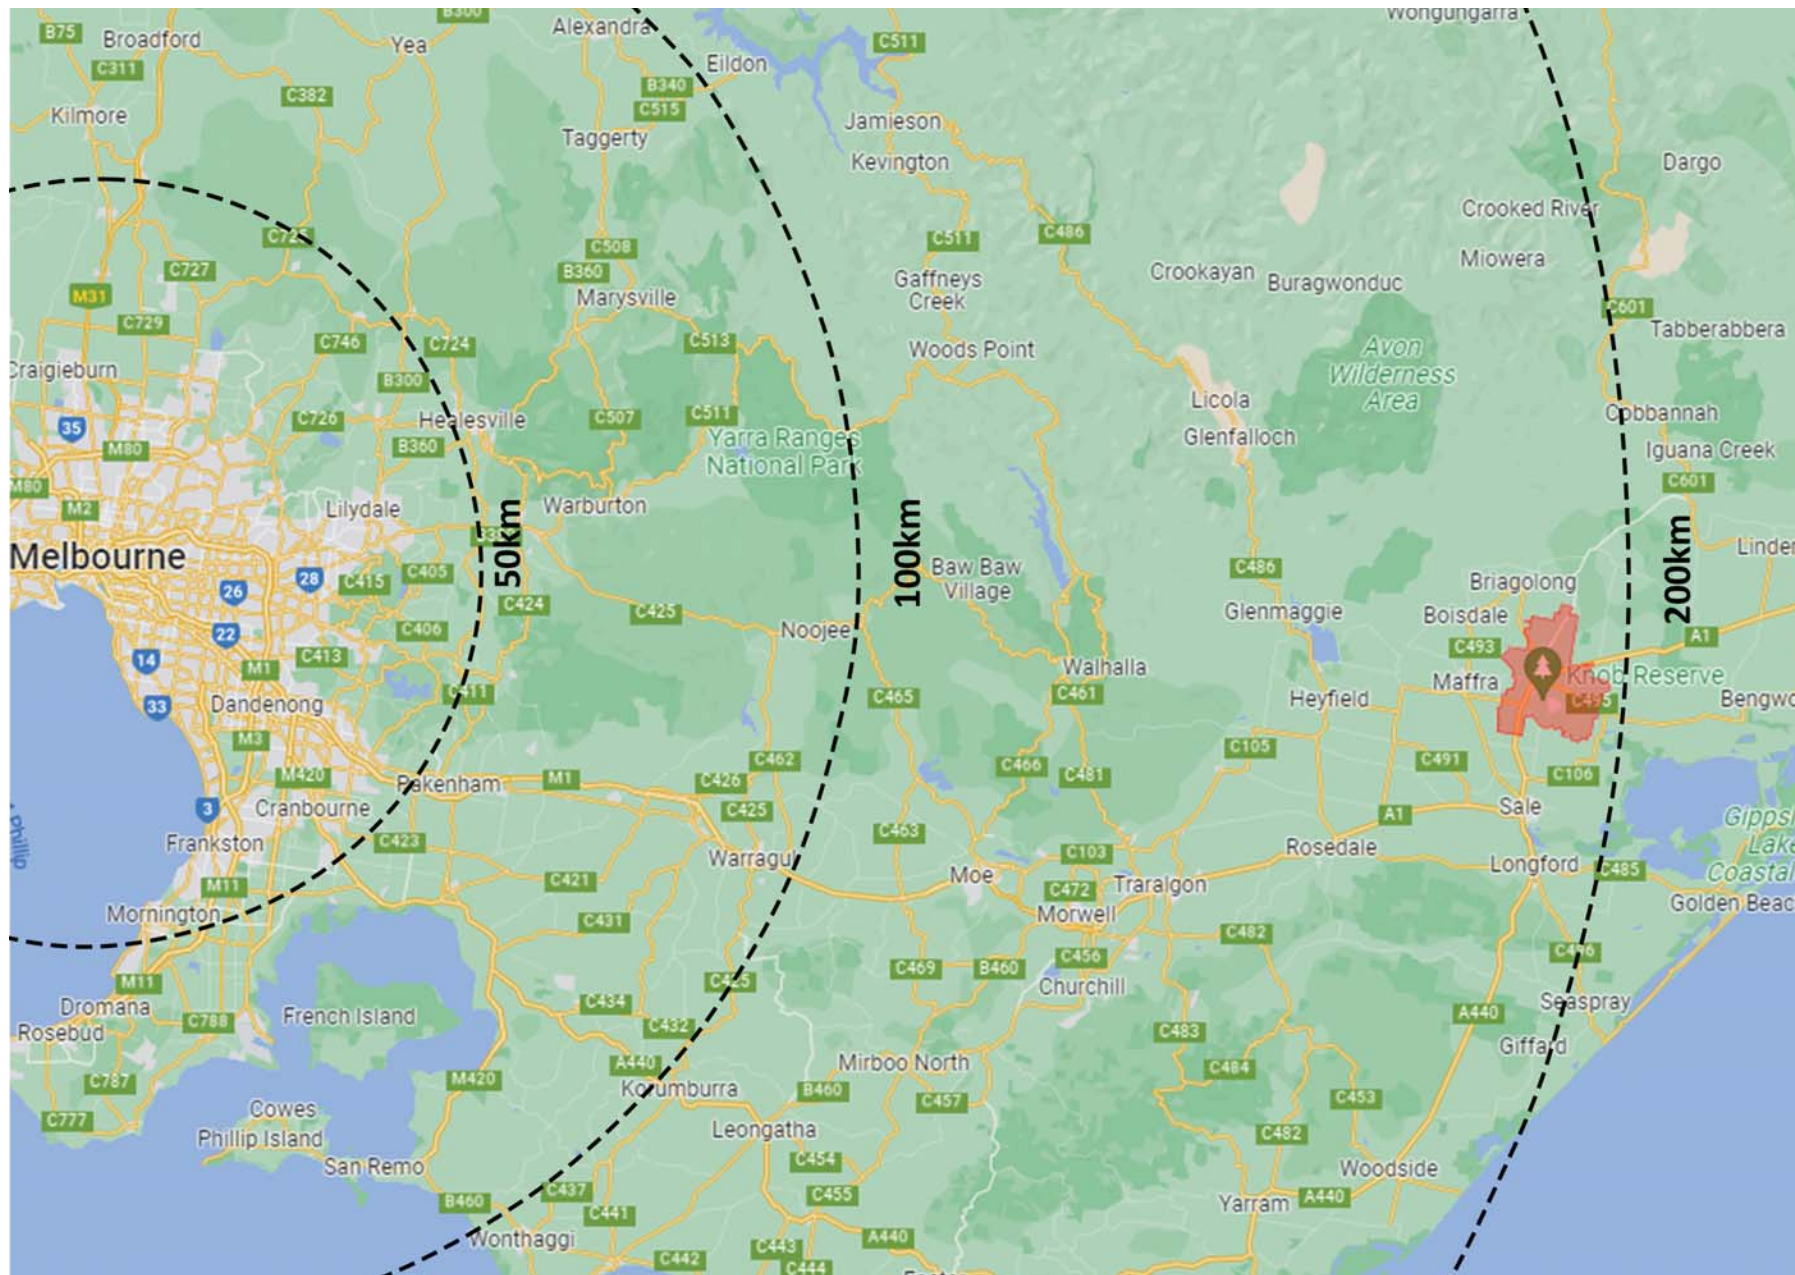 B300
Wongungarra
B75
Broadford
Yea
Alexandra
C511
C311
Eildon
B340
C382
C515
Kilmore
Taggerty
Jamieson
Kevington
Dargo
Crooked River
C725
C508
C511
C486
Miowera
C727
B360
Gaffneys
Creek
Crookayan
Buragwonduc
M31
Marysville
C601
C729
Tabberabbera
C746
C724
C513
Woods Point
Avon
Wilderness
Area
Craigieburn
B300
Licola
Cobbannah
35
C726
Healesville
C507
C511
Yarra Ranges
National Park
Glenfalloch
M80
B360
Iguana Creek
M80
C601
M2
Lilydale
Warburton
50km
100km
200km
Melbourne
Linden
C415
C405
Baw Baw
Village
C486
Briagolong
28
26
C424
C425
Glenmaggie
Boisdale
22
C406
Noojee
A1
14
M1
C413
Walhalla
C493
Knob Reserve
C411
C465
C461
Heyfield
Maffra
C495
Bengwo
33
Dandenong
M3
C462
C105
C491
C106
M420
Pakenham
M1
C426
C466
C481
3
Cranbourne
C425
A1
Sale
Phillip
Frankston
C423
C463
Warragul
C103
Rosedale
Longford
Gippsl
Lake
Coastal
M11
C421
Moe
C472
Traralgon
C485
Mornington
C431
Morwell
C482
Golden Beac
C496
M11
C425
C469
B460
C456
Churchill
Dromana
C434
Seaspray
Rosebud
C788
French Island
C432
C483
A440
Giffard
C787
M420
A440
Korumburra
Mirboo North
C484
B460
C457
C453
C777
Cowes
Phillip Island
Leongatha
C482
San Remo
C454
Woodside
B460
C437
C455
Yarram
A440
C441
Wonthaggi
C442
C443
A440
C444